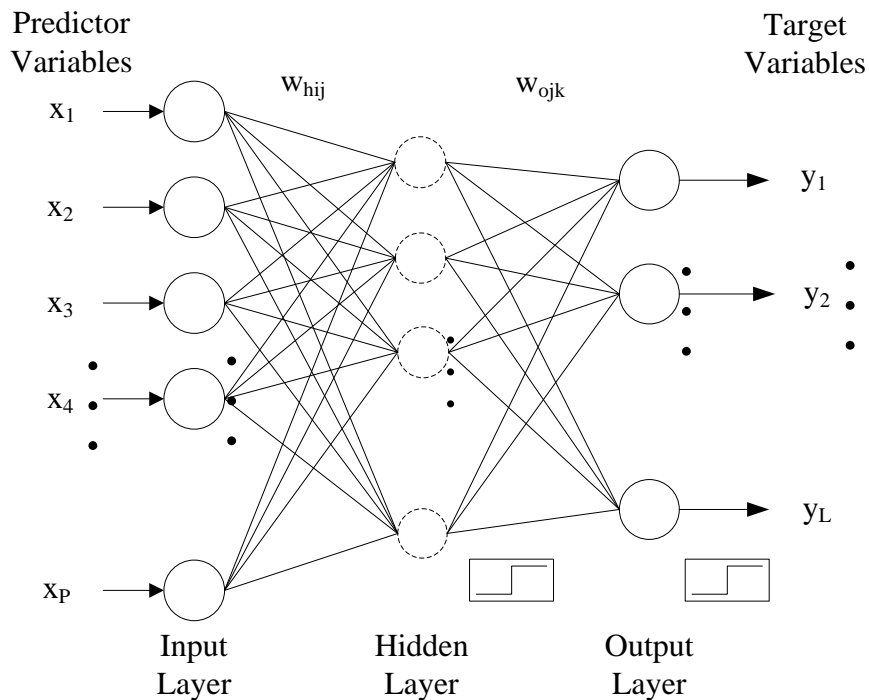 Predictor
Variables
Target
Variables
w_hij
w_ojk
x_1
x_2
x_3
x_4
x_P
y_1
y_2
y_L
Input
Layer
Hidden
Layer
Output
Layer